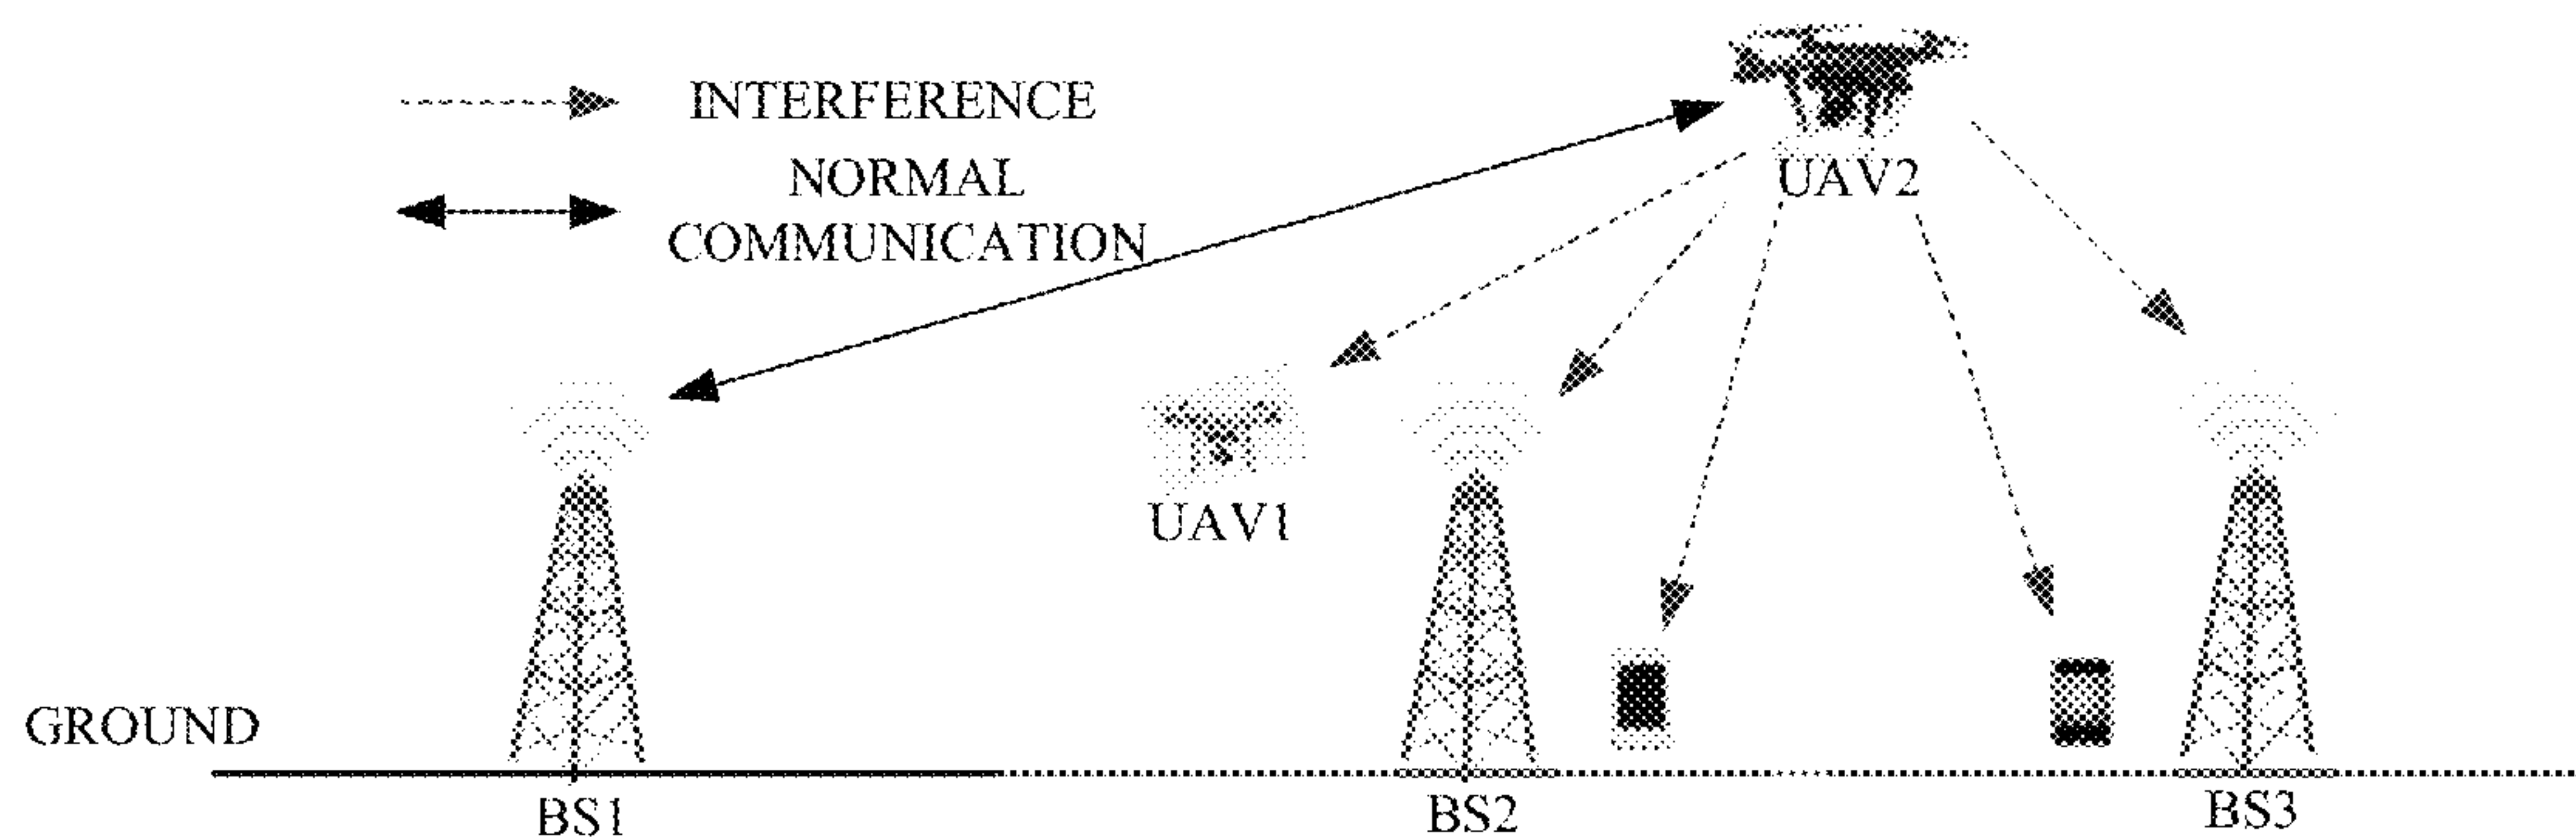 INTERFERENCE
NORMAL
COMMUNICATION
UAV2
UAV1
GROUND
BS1
BS2
BS3